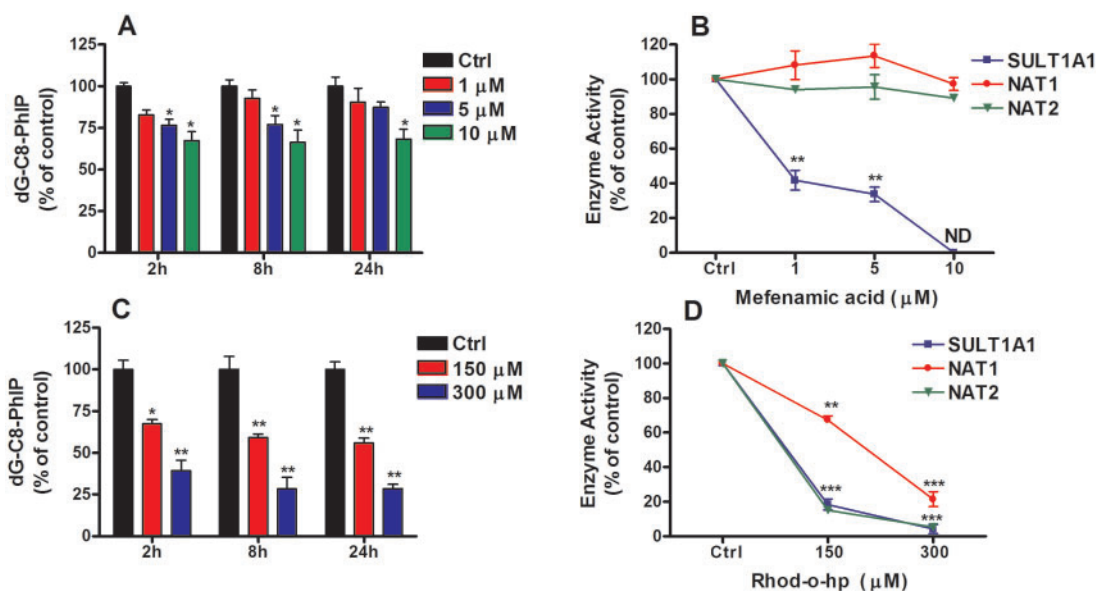 A
dG-C8-PhIP
(% of control)
125
100
75
50
25
0
Ctrl
1 μM
5 μM
10 μM
*
*
*
*
*
2h
8h
24h
B
Enzyme Activity
(% of control)
120
100
80
60
40
20
0
SULT1A1
NAT1
NAT2
**
**
ND
Ctrl
1
5
10
Mefenamic acid (μM)
C
dG-C8-PhIP
(% of control)
125
100
75
50
25
0
Ctrl
150 μM
300 μM
*
**
**
**
**
**
2h
8h
24h
D
Enzyme Activity
(% of control)
120
100
80
60
40
20
0
SULT1A1
NAT1
NAT2
**
***
***
***
Ctrl
150
300
Rhod-o-hp (μM)